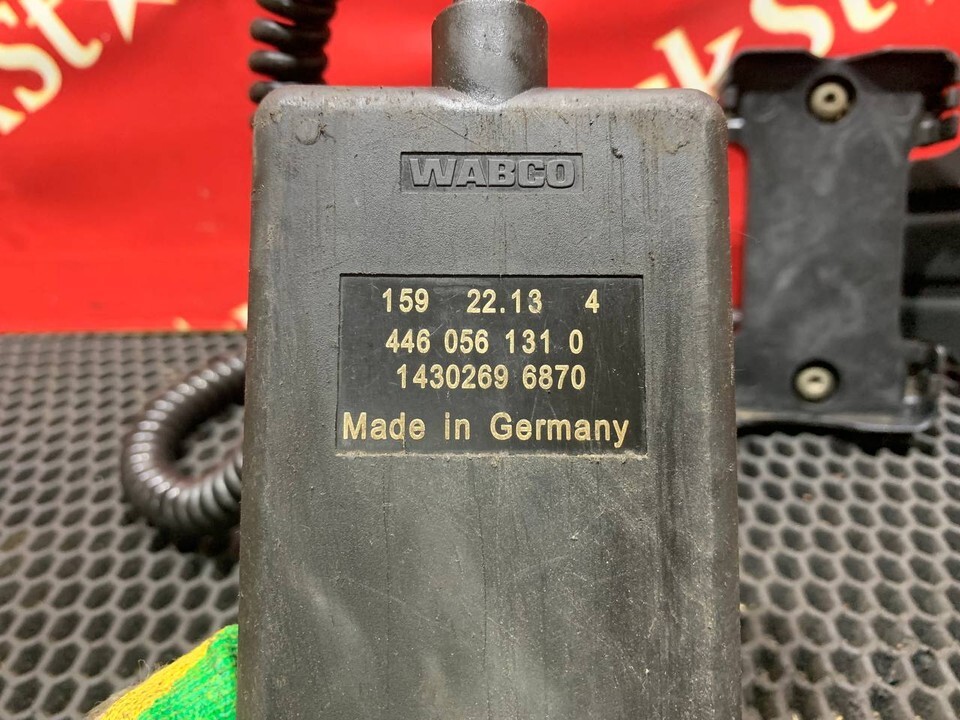 WABCO
159 22.13 4
446 056 131 0
1430269 6870
Made in Germany